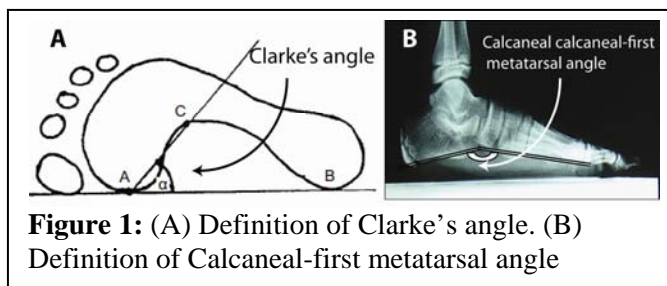 A
Clarke's angle
C
A
α
B
B
Calcaneal calcaneal-first
metatarsal angle
Figure 1: (A) Definition of Clarke's angle. (B)
Definition of Calcaneal-first metatarsal angle